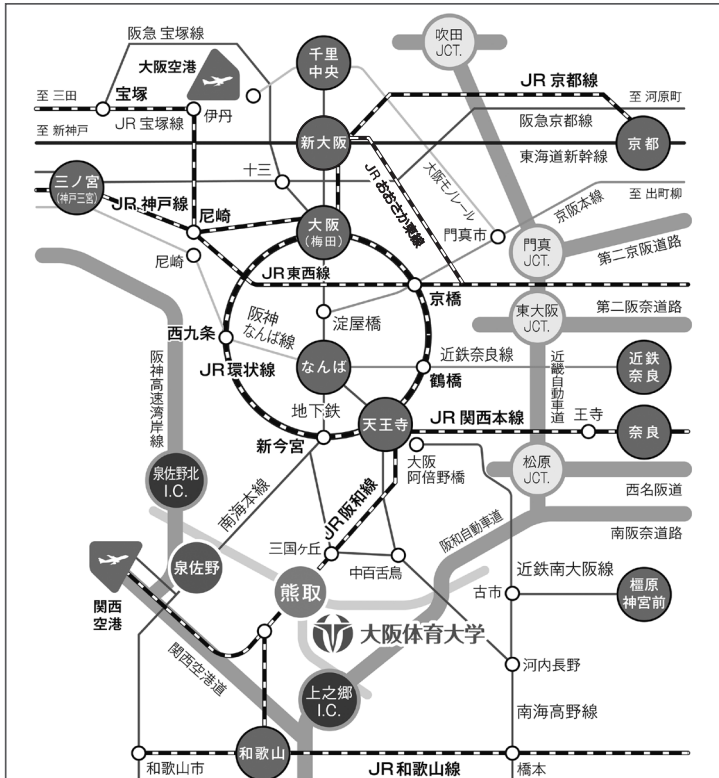 阪急 宝塚線
吹田
JCT.
千里
中央
大阪空港
JR 京都線
至 三田
宝塚
伊丹
至 河原町
JR 宝塚線
阪急京都線
至 新神戸
新大阪
京都
東海道新幹線
十三
大阪モノレール
JRおおさか東線
三ノ宮
(神戸三宮)
至 出町柳
京阪本線
JR 神戸線
尼崎
大阪
(梅田)
門真市
門真
JCT.
第二京阪道路
尼崎
JR 東西線
京橋
第二阪奈道路
東大阪
JCT.
阪神
なんば線
淀屋橋
西九条
阪神高速湾岸線
近鉄奈良線
近畿自動車道
近鉄
奈良
JR 環状線
なんば
鶴橋
地下鉄
天王寺
JR 関西本線
王寺
奈良
新今宮
大阪
阿倍野橋
松原
JCT.
泉佐野北
I.C.
南海本線
JR阪和線
西名阪道
阪和自動車道
南阪奈道路
三国ヶ丘
中百舌鳥
泉佐野
近鉄南大阪線
関西
空港
熊取
古市
橿原
神宮前
大阪体育大学
関西空港道
河内長野
上之郷
I.C.
南海高野線
和歌山
和歌山市
JR 和歌山線
橋本